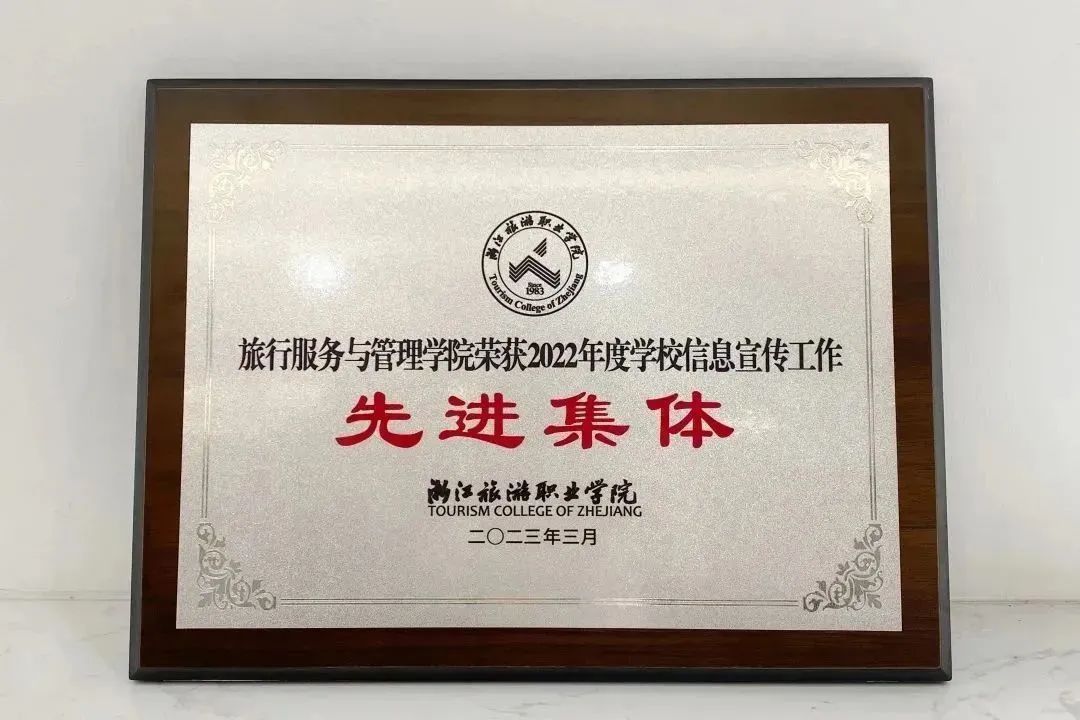 浙江旅游职业学院
Since
1983
Tourism College of Zhejiang
旅行服务与管理学院荣获2022年度学校信息宣传工作
先进集体
浙江旅游职业学院
TOURISM COLLEGE OF ZHEJIANG
二〇二三年三月